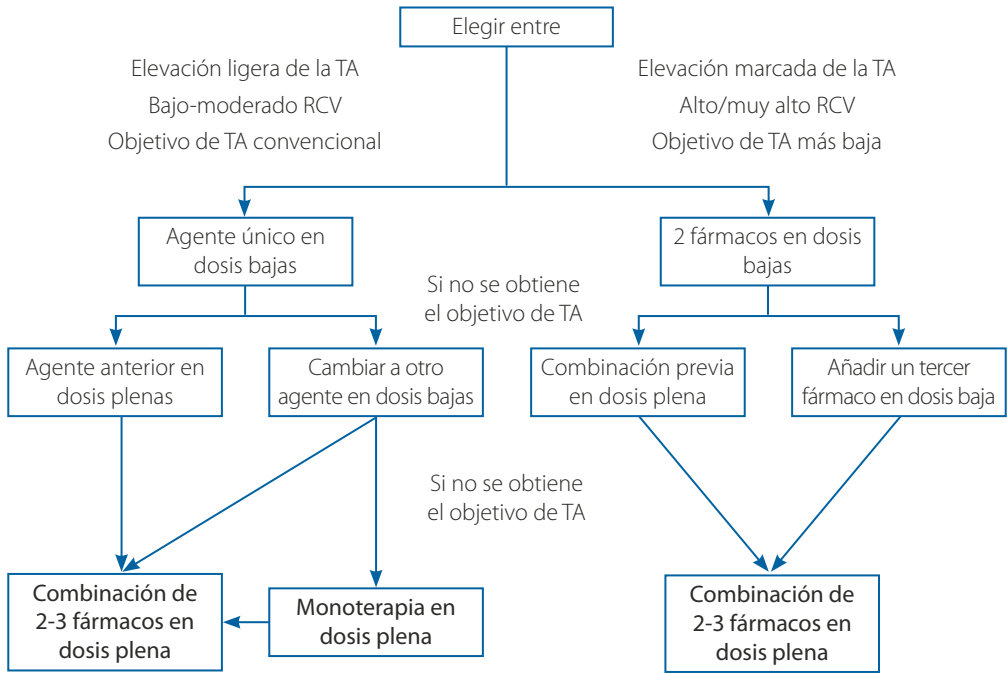 Elegir entre
Elevación ligera de la TA
Bajo-moderado RCV
Objetivo de TA convencional
Elevación marcada de la TA
Alto/muy alto RCV
Objetivo de TA más baja
Agente único en
dosis bajas
2 fármacos en dosis
bajas
Si no se obtiene
el objetivo de TA
Agente anterior en
dosis plenas
Cambiar a otro
agente en dosis bajas
Combinación previa
en dosis plena
Añadir un tercer
fármaco en dosis baja
Si no se obtiene
el objetivo de TA
Combinación de
2-3 fármacos en
dosis plena
Monoterapia en
dosis plena
Combinación de
2-3 fármacos en
dosis plena